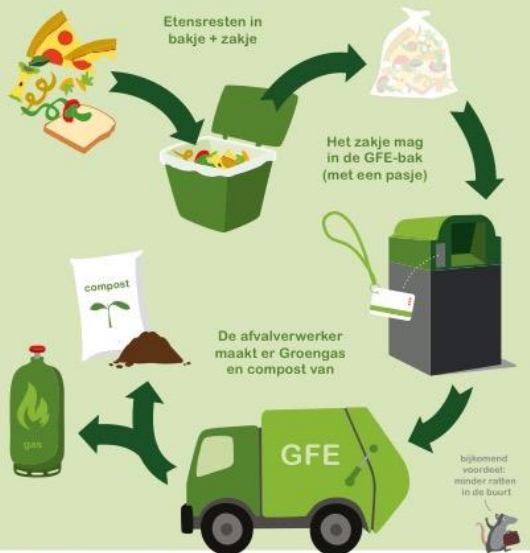 Etensresten in
bakje + zakje
Het zakje mag
in de GFE-bak
(met een pasje)
compost
De afvalverwerker
maakt er Groengas
en compost van
gas
GFE
bijkomend
voordeel:
minder ratten
in de buurt